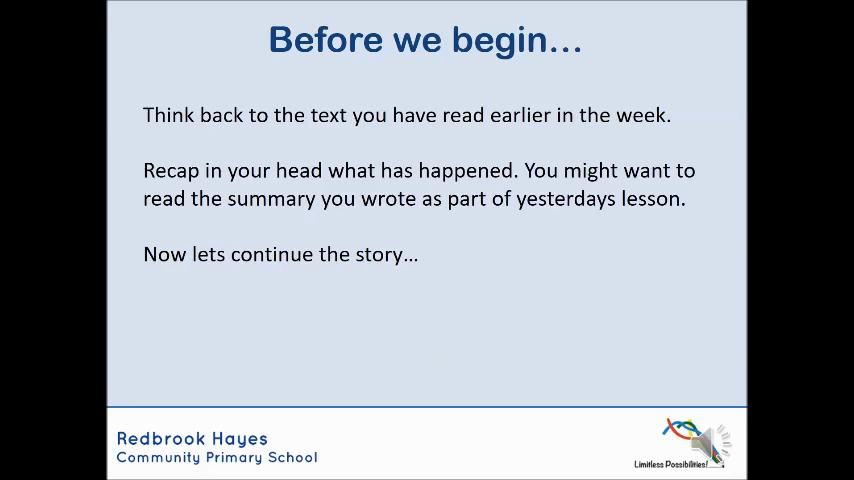 Before we begin...
Think back to the text you have read earlier in the week.
Recap in your head what has happened. You might want to
read the summary you wrote as part of yesterdays lesson.
Now lets continue the story...
Redbrook Hayes
Community Primary School
Limitless Possibilities!